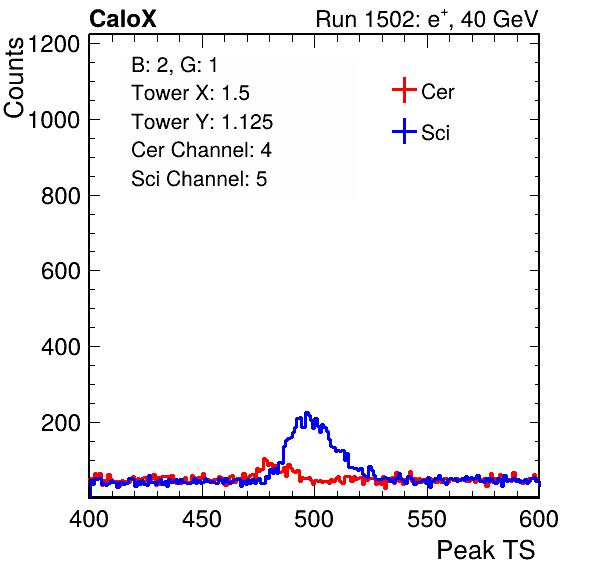 CaloX Run 1502: e⁺, 40 GeV
Counts
B: 2, G: 1
Tower X: 1.5
Tower Y: 1.125
Cer Channel: 4
Sci Channel: 5
Cer
Sci
1200
1000
800
600
400
200
400 450 500 550 600
Peak TS